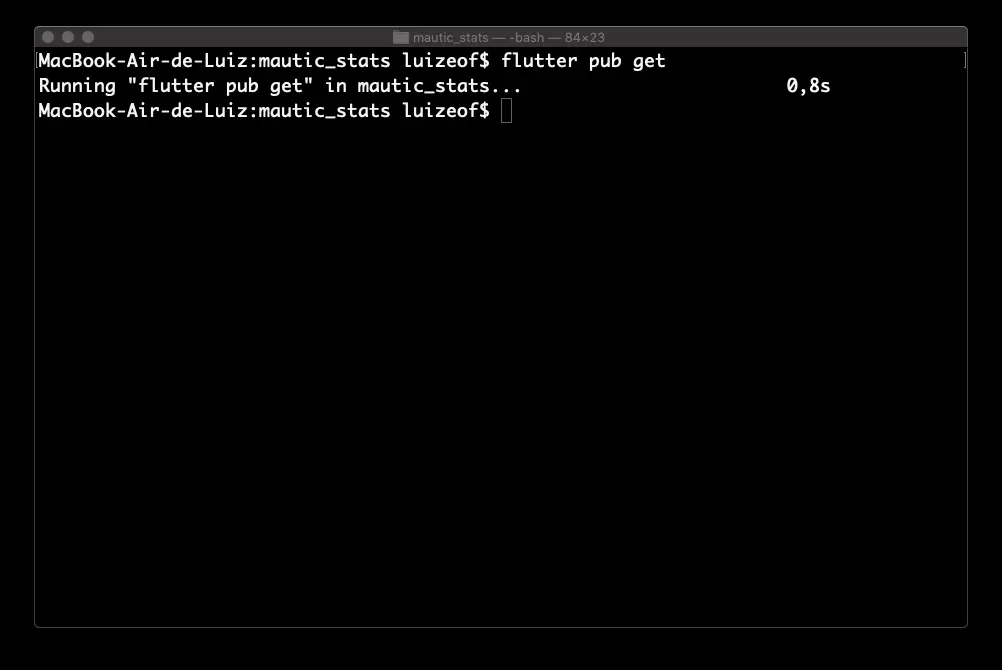 mautic_stats — -bash — 84×23
MacBook-Air-de-Luiz:mautic_stats luizeof$ flutter pub get
Running "flutter pub get" in mautic_stats... 0,8s
MacBook-Air-de-Luiz:mautic_stats luizeof$